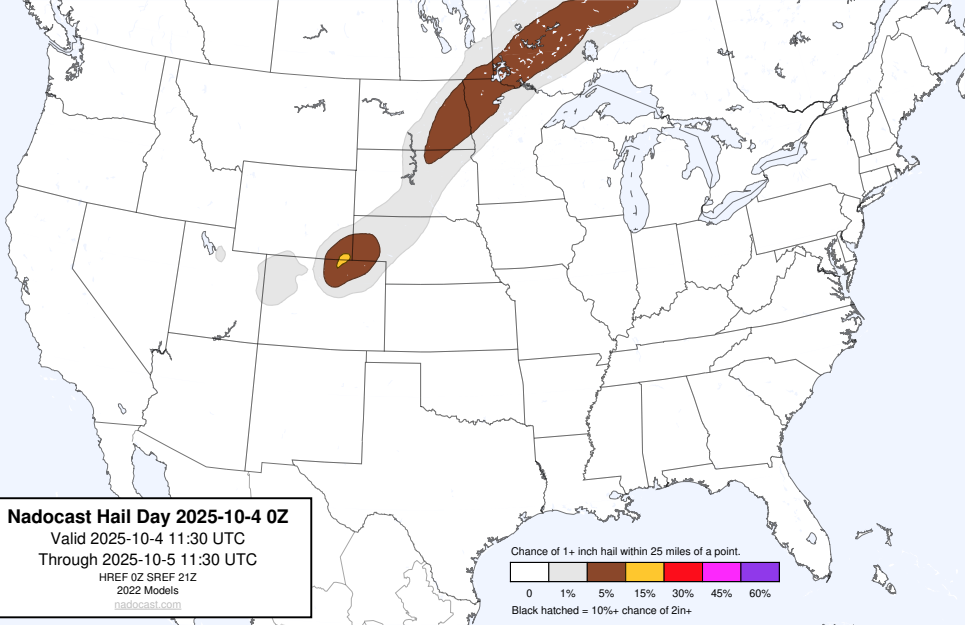 Nadocast Hail Day 2025-10-4 0Z
Valid 2025-10-4 11:30 UTC
Through 2025-10-5 11:30 UTC
HREF 0Z SREF 21Z
2022 Models
nadocast.com
Chance of 1+ inch hail within 25 miles of a point.
0 1% 5% 15% 30% 45% 60%
Black hatched = 10%+ chance of 2in+